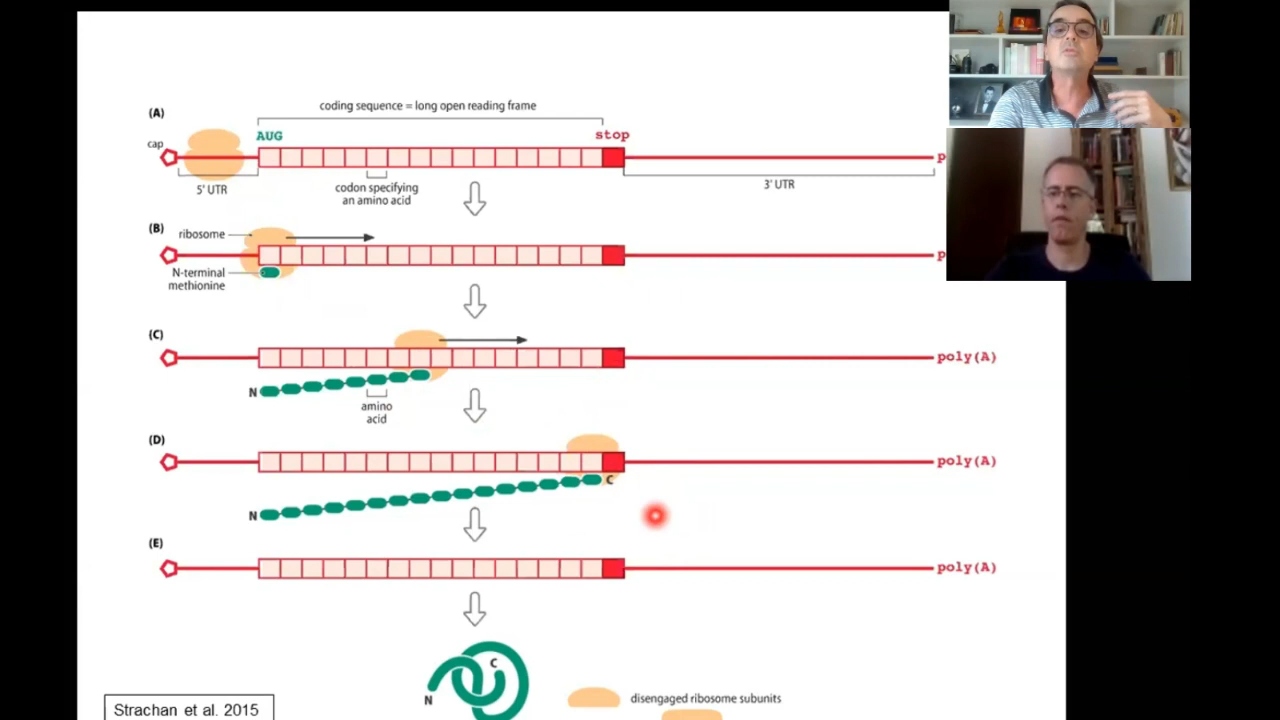 (A)
coding sequence = long open reading frame
AUG
stop
cap
5' UTR
codon specifying
an amino acid
3' UTR
p
(B)
ribosome
N-terminal
methionine
p
(C)
poly(A)
N
amino
acid
(D)
poly(A)
C
N
(E)
poly(A)
C
N
disengaged ribosome subunits
Strachan et al. 2015